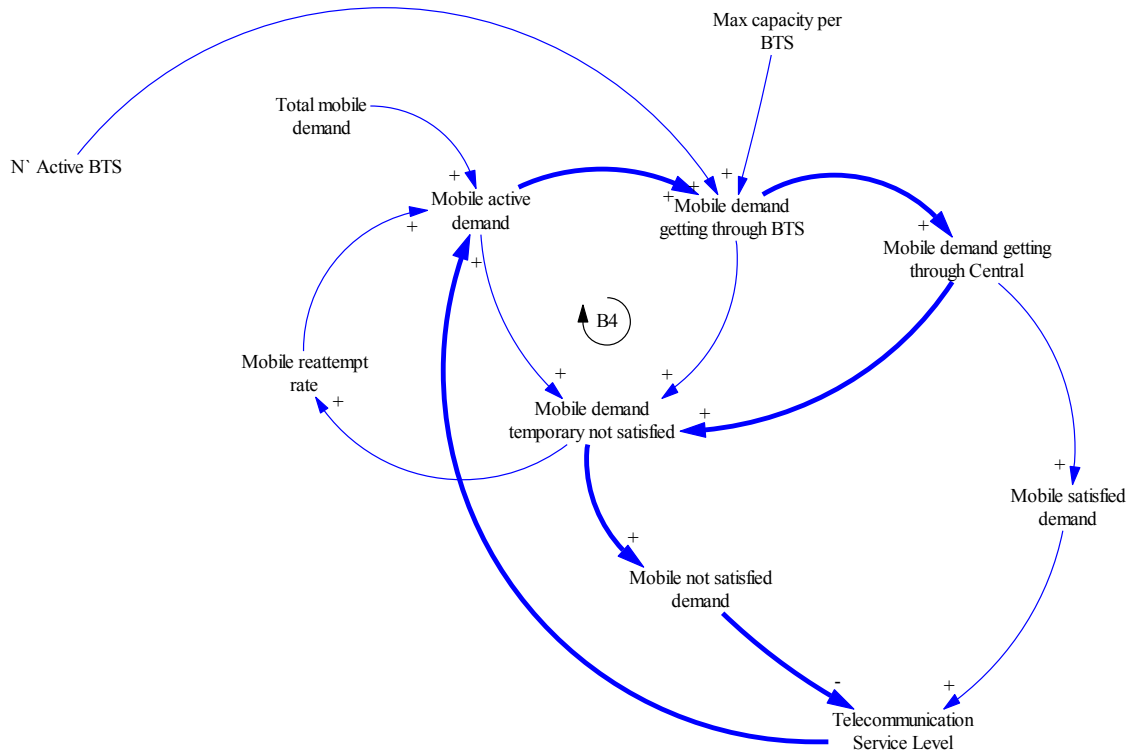 Max capacity per
BTS
Total mobile
demand
N` Active BTS
+
+
Mobile active
demand
+
+
+
+
+
Mobile demand
getting through BTS
+
Mobile demand getting
through Central
B4
Mobile reattempt
rate
+
+
+
+
Mobile demand
temporary not satisfied
+
Mobile satisfied
demand
+
Mobile not satisfied
demand
-
+
Telecommunication
Service Level